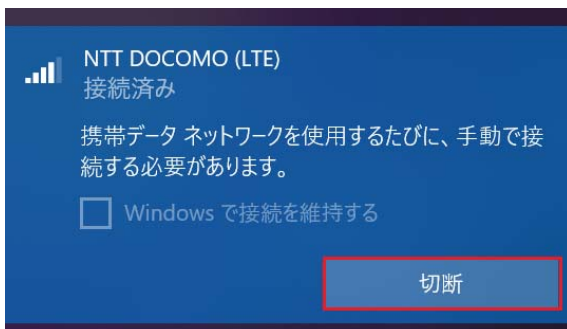 NTT DOCOMO (LTE)
接続済み
携帯データ ネットワークを使用するたびに、手動で接
続する必要があります。
Windows で接続を維持する
切断